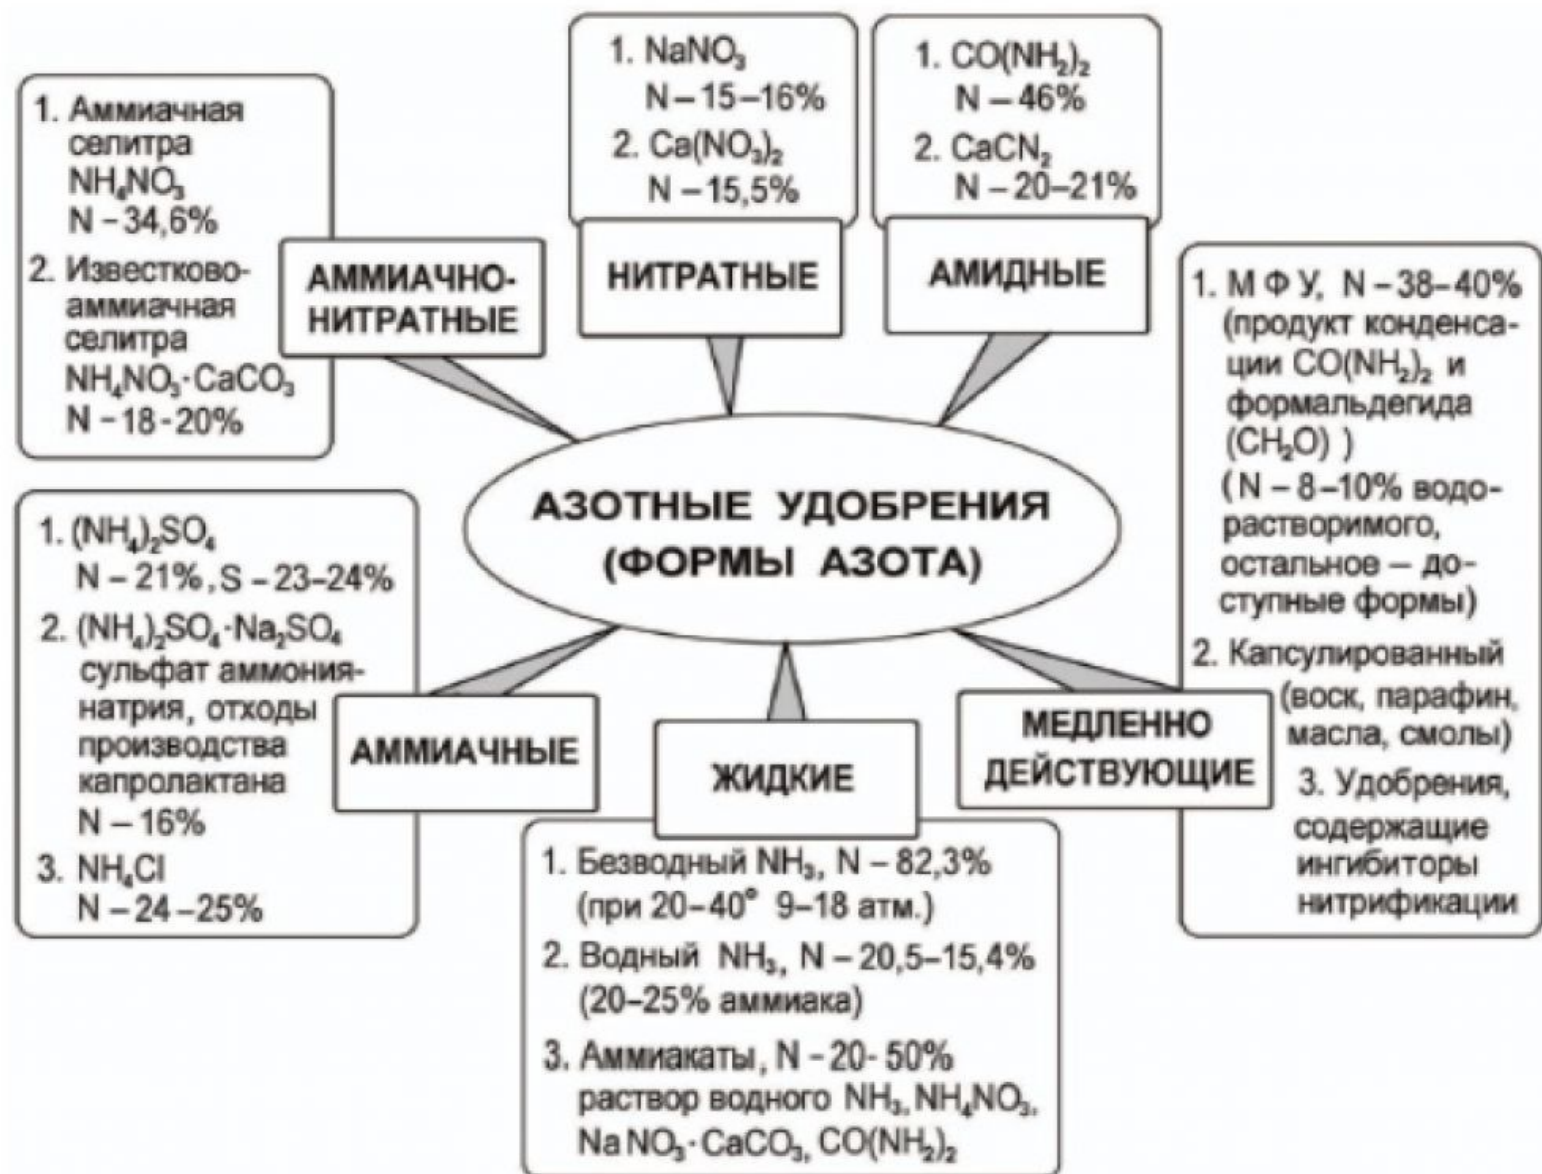 1. NaNO₃
N – 15–16%
2. Ca(NO₃)₂
N – 15,5%
НИТРАТНЫЕ
1. CO(NH₂)₂
N – 46%
2. CaCN₂
N – 20–21%
АМИДНЫЕ
1. Аммиачная
селитра
NH₄NO₃
N – 34,6%
2. Известково-
аммиачная
селитра
NH₄NO₃·CaCO₃
N – 18 - 20%
АММИАЧНО-
НИТРАТНЫЕ
1. М Ф У, N – 38–40%
(продукт конденса-
ции CO(NH₂)₂ и
формальдегида
(CH₂O) )
( N – 8–10% водо-
растворимого,
остальное – до-
ступные формы)
2. Капсулированный
(воск, парафин,
масла, смолы)
3. Удобрения,
содержащие
ингибиторы
нитрификации
МЕДЛЕННО
ДЕЙСТВУЮЩИЕ
АЗОТНЫЕ УДОБРЕНИЯ
(ФОРМЫ АЗОТА)
1. (NH₄)₂SO₄
N – 21%, S – 23–24%
2. (NH₄)₂SO₄·Na₂SO₄
сульфат аммония-
натрия, отходы
производства
капролактана
N – 16%
3. NH₄Cl
N – 24 –25%
АММИАЧНЫЕ
ЖИДКИЕ
1. Безводный NH₃, N – 82,3%
(при 20–40° 9–18 атм.)
2. Водный NH₃, N – 20,5–15,4%
(20–25% аммиака)
3. Аммиакаты, N – 20- 50%
раствор водного NH₃, NH₄NO₃,
Na NO₃·CaCO₃, CO(NH₂)₂